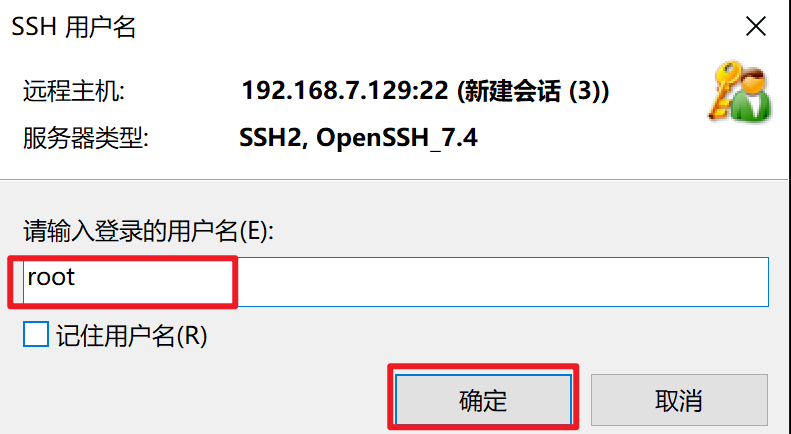 SSH 用户名
远程主机: 192.168.7.129:22 (新建会话 (3))
服务器类型: SSH2, OpenSSH_7.4
请输入登录的用户名(E):
root
记住用户名(R)
确定 取消